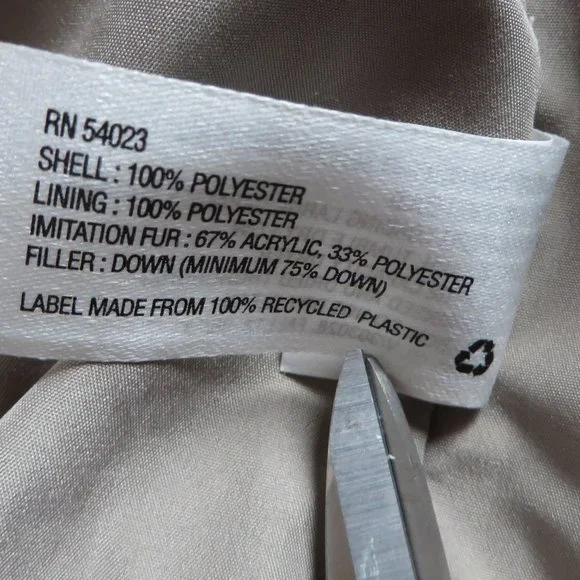 RN 54023
SHELL : 100% POLYESTER
LINING : 100% POLYESTER
IMITATION FUR : 67% ACRYLIC, 33% POLYESTER
FILLER : DOWN (MINIMUM 75% DOWN)
LABEL MADE FROM 100% RECYCLED PLASTIC